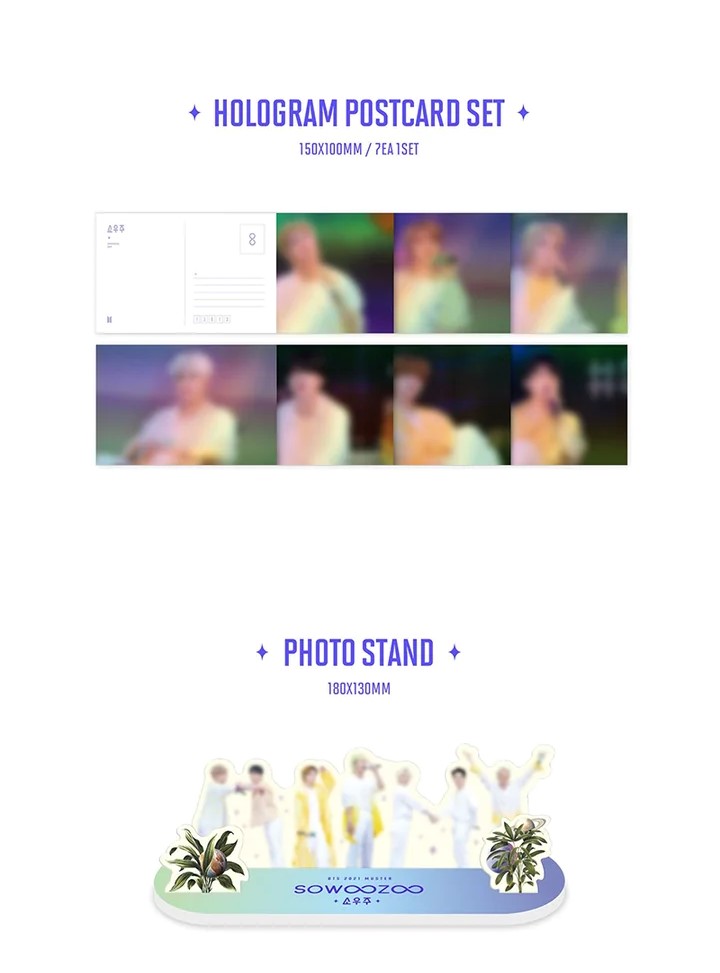 HOLOGRAM POSTCARD SET
150X100MM / 7EA 1SET
소우주
PHOTO STAND
180X130MM
BTS 2021 MUSTER
SOWOOZOO
소우주